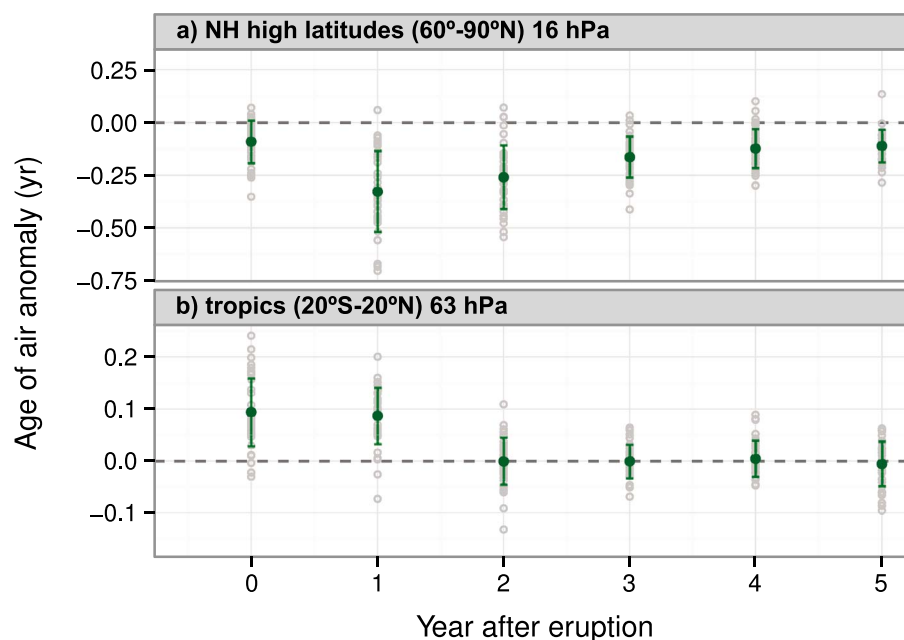 a) NH high latitudes (60º-90ºN) 16 hPa
0.25
0.00
−0.25
−0.50
−0.75
b) tropics (20ºS-20ºN) 63 hPa
0.2
0.1
0.0
−0.1
Age of air anomaly (yr)
0 1 2 3 4 5
Year after eruption